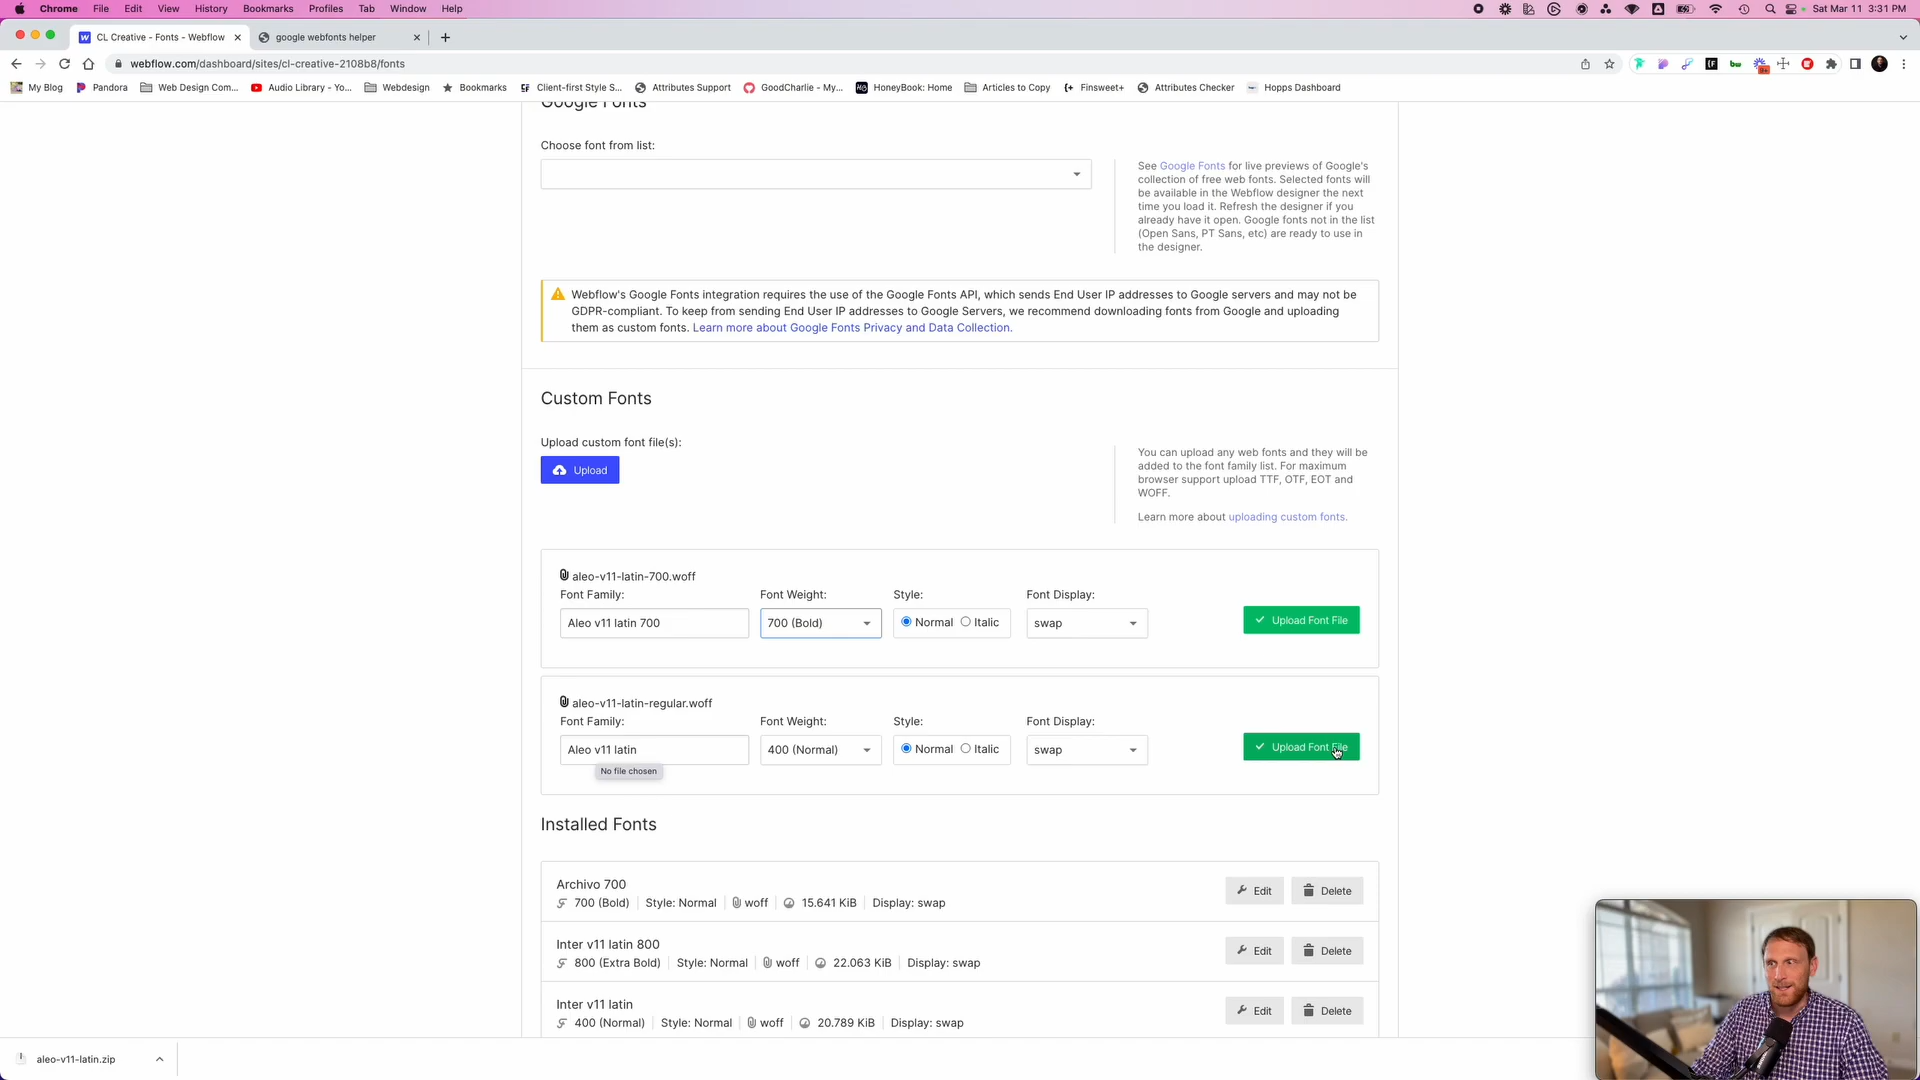 Chrome File Edit View History Bookmarks Profiles Tab Window Help
Sat Mar 11 3:31 PM
CL Creative - Fonts - Webflow
google webfonts helper
webflow.com/dashboard/sites/cl-creative-2108b8/fonts
My Blog Pandora Web Design Com... Audio Library - Yo... Webdesign Bookmarks Client-first Style S... Attributes Support GoodCharlie - My... HoneyBook: Home Articles to Copy Finsweet+ Attributes Checker Hopps Dashboard
Google Fonts
Choose font from list:
See Google Fonts for live previews of Google's
collection of free web fonts. Selected fonts will
be available in the Webflow designer the next
time you load it. Refresh the designer if you
already have it open. Google fonts not in the list
(Open Sans, PT Sans, etc) are ready to use in
the designer.
Webflow's Google Fonts integration requires the use of the Google Fonts API, which sends End User IP addresses to Google servers and may not be
GDPR-compliant. To keep from sending End User IP addresses to Google Servers, we recommend downloading fonts from Google and uploading
them as custom fonts. Learn more about Google Fonts Privacy and Data Collection.
Custom Fonts
Upload custom font file(s):
Upload
You can upload any web fonts and they will be
added to the font family list. For maximum
browser support upload TTF, OTF, EOT and
WOFF.
Learn more about uploading custom fonts.
aleo-v11-latin-700.woff
Font Family: Font Weight: Style: Font Display:
Aleo v11 latin 700 700 (Bold) Normal Italic swap Upload Font File
aleo-v11-latin-regular.woff
Font Family: Font Weight: Style: Font Display:
Aleo v11 latin 400 (Normal) Normal Italic swap Upload Font File
No file chosen
Installed Fonts
Archivo 700
700 (Bold) Style: Normal woff 15.641 KiB Display: swap
Edit Delete
Inter v11 latin 800
800 (Extra Bold) Style: Normal woff 22.063 KiB Display: swap
Edit Delete
Inter v11 latin
400 (Normal) Style: Normal woff 20.789 KiB Display: swap
Edit Delete
aleo-v11-latin.zip